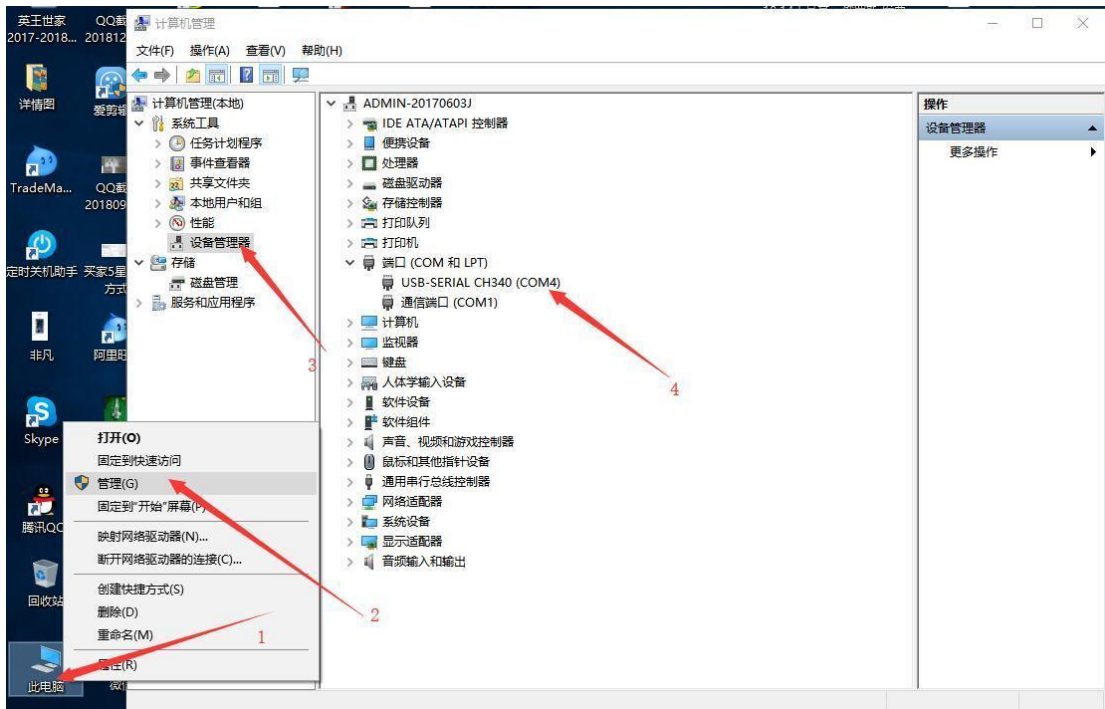 英王世家
2017-2018...
QQ截
201812
详情图
爱剪辑
TradeMa...
QQ截
201809
定时关机助手
买家5星
方式
非凡
阿里旺
Skype
腾讯QQ
回收站
此电脑
微信
计算机管理
文件(F) 操作(A) 查看(V) 帮助(H)
计算机管理(本地)
系统工具
任务计划程序
事件查看器
共享文件夹
本地用户和组
性能
设备管理器
存储
磁盘管理
服务和应用程序
ADMIN-20170603J
IDE ATA/ATAPI 控制器
便携设备
处理器
磁盘驱动器
存储控制器
打印队列
打印机
端口 (COM 和 LPT)
USB-SERIAL CH340 (COM4)
通信端口 (COM1)
计算机
监视器
键盘
人体学输入设备
软件设备
软件组件
声音、视频和游戏控制器
鼠标和其他指针设备
通用串行总线控制器
网络适配器
系统设备
显示适配器
音频输入和输出
操作
设备管理器
更多操作
打开(O)
固定到快速访问
管理(G)
固定到"开始"屏幕(P)
映射网络驱动器(N)...
断开网络驱动器的连接(C)...
创建快捷方式(S)
删除(D)
重命名(M)
属性(R)
1
2
3
4